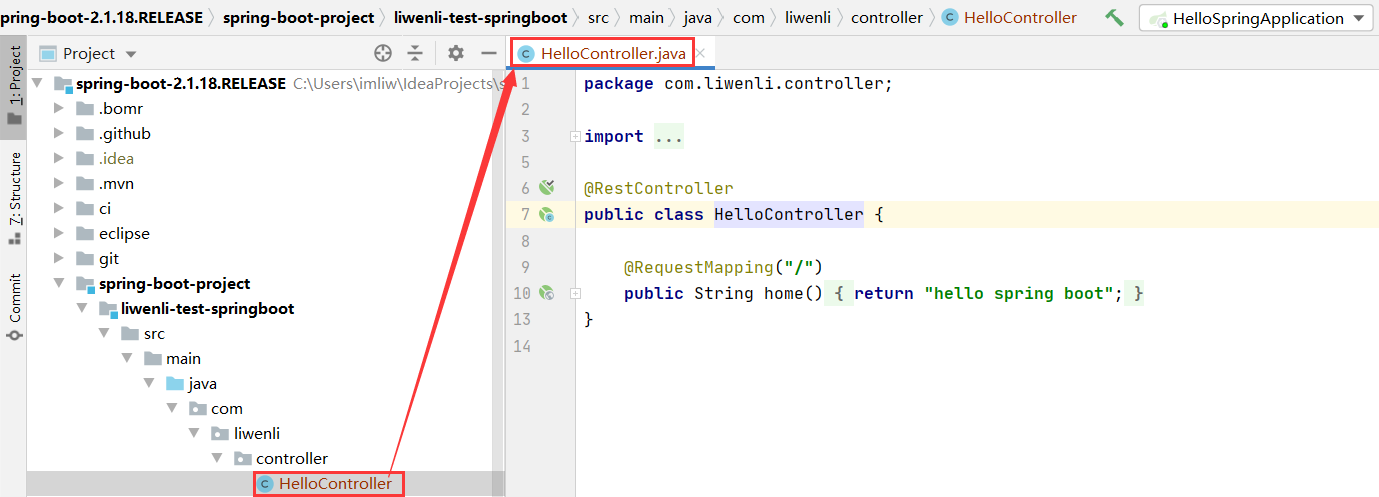 pring-boot-2.1.18.RELEASE spring-boot-project liwenli-test-springboot src main java com liwenli controller HelloController HelloSpringApplication
Project
HelloController.java
1: Project
Z: Structure
Commit
spring-boot-2.1.18.RELEASE C:\Users\imliw\IdeaProjects\s
.bomr
.github
.idea
.mvn
ci
eclipse
git
spring-boot-project
liwenli-test-springboot
src
main
java
com
liwenli
controller
HelloController
1 package com.liwenli.controller;
2
3 import ...
5
6 @RestController
7 public class HelloController {
8
9 @RequestMapping("/")
10 public String home() { return "hello spring boot"; }
13 }
14